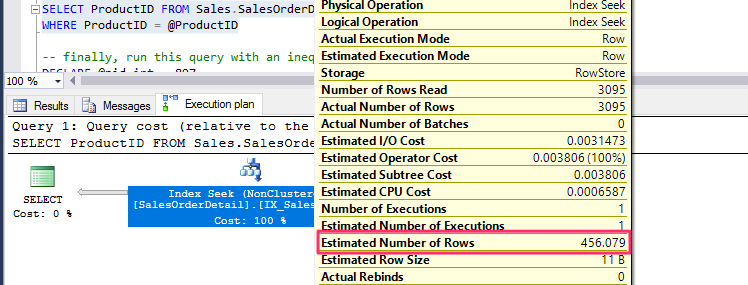 SELECT ProductID FROM Sales.SalesOrderD
WHERE ProductID = @ProductID
-- finally, run this query with an ineq
100 %
Results Messages Execution plan
Query 1: Query cost (relative to the
SELECT ProductID FROM Sales.SalesOrde
SELECT
Cost: 0 %
Index Seek (NonCluster
[SalesOrderDetail].[IX_Sales
Cost: 100 %
Physical Operation Index Seek
Logical Operation Index Seek
Actual Execution Mode Row
Estimated Execution Mode Row
Storage RowStore
Number of Rows Read 3095
Actual Number of Rows 3095
Actual Number of Batches 0
Estimated I/O Cost 0.0031473
Estimated Operator Cost 0.003806 (100%)
Estimated Subtree Cost 0.003806
Estimated CPU Cost 0.0006587
Number of Executions 1
Estimated Number of Executions 1
Estimated Number of Rows 456.079
Estimated Row Size 11 B
Actual Rebinds 0